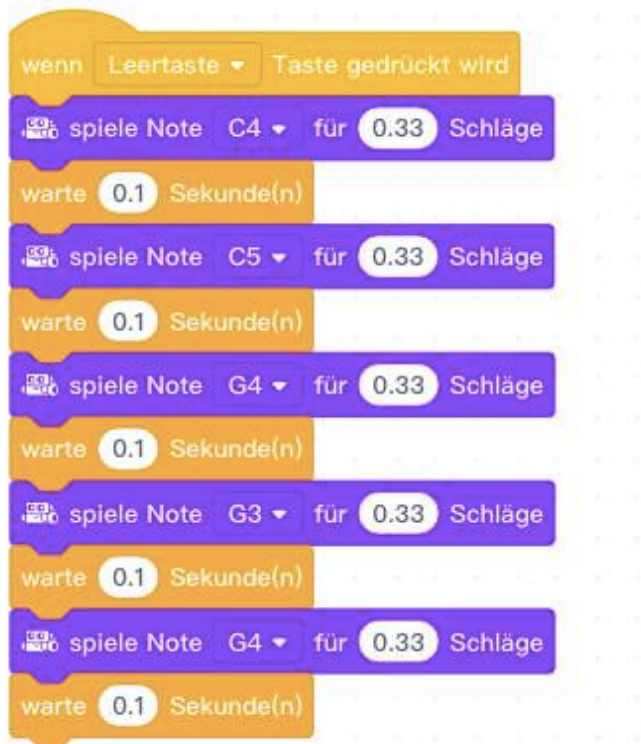 wenn Leertaste Taste gedrückt wird
spiele Note C4 für 0.33 Schläge
warte 0.1 Sekunde(n)
spiele Note C5 für 0.33 Schläge
warte 0.1 Sekunde(n)
spiele Note G4 für 0.33 Schläge
warte 0.1 Sekunde(n)
spiele Note G3 für 0.33 Schläge
warte 0.1 Sekunde(n)
spiele Note G4 für 0.33 Schläge
warte 0.1 Sekunde(n)